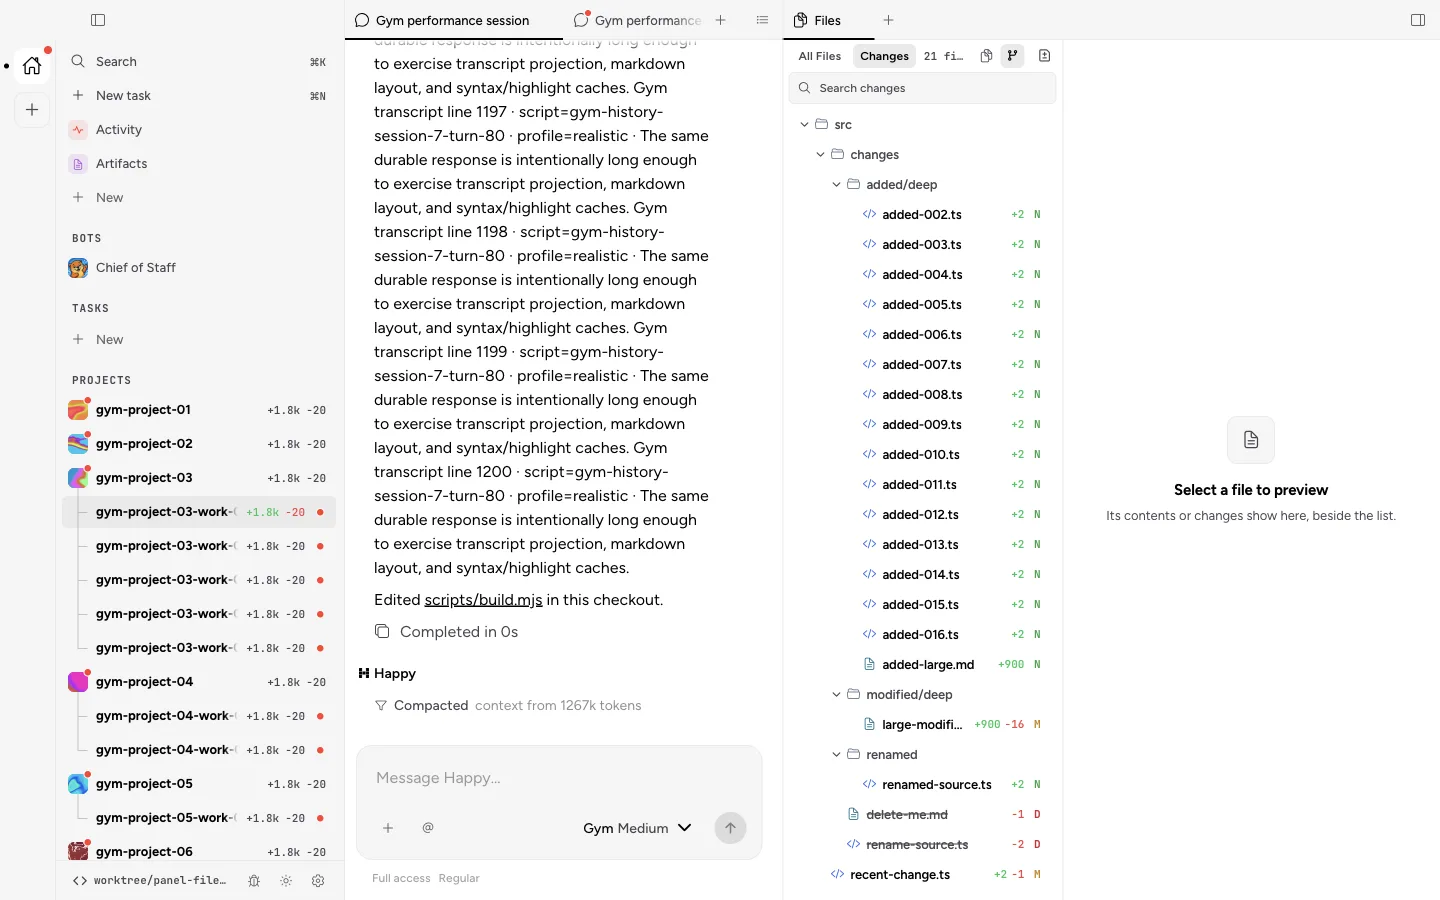 Gym performance session
Gym performance
Files
Search ⌘K
New task ⌘N
Activity
Artifacts
New
BOTS
Chief of Staff
TASKS
New
PROJECTS
gym-project-01 +1.8k -20
gym-project-02 +1.8k -20
gym-project-03 +1.8k -20
gym-project-03-work- +1.8k -20
gym-project-03-work- +1.8k -20
gym-project-03-work- +1.8k -20
gym-project-03-work- +1.8k -20
gym-project-03-work- +1.8k -20
gym-project-04 +1.8k -20
gym-project-04-work- +1.8k -20
gym-project-04-work- +1.8k -20
gym-project-05 +1.8k -20
gym-project-05-work- +1.8k -20
gym-project-06 +1.8k -20
worktree/panel-file…
durable response is intentionally long enough
to exercise transcript projection, markdown
layout, and syntax/highlight caches. Gym
transcript line 1197 · script=gym-history-
session-7-turn-80 · profile=realistic · The same
durable response is intentionally long enough
to exercise transcript projection, markdown
layout, and syntax/highlight caches. Gym
transcript line 1198 · script=gym-history-
session-7-turn-80 · profile=realistic · The same
durable response is intentionally long enough
to exercise transcript projection, markdown
layout, and syntax/highlight caches. Gym
transcript line 1199 · script=gym-history-
session-7-turn-80 · profile=realistic · The same
durable response is intentionally long enough
to exercise transcript projection, markdown
layout, and syntax/highlight caches. Gym
transcript line 1200 · script=gym-history-
session-7-turn-80 · profile=realistic · The same
durable response is intentionally long enough
to exercise transcript projection, markdown
layout, and syntax/highlight caches.
Edited scripts/build.mjs in this checkout.
Completed in 0s
Happy
Compacted context from 1267k tokens
Message Happy...
@ Gym Medium
Full access Regular
All Files Changes 21 fi…
Search changes
src
changes
added/deep
added-002.ts +2 N
added-003.ts +2 N
added-004.ts +2 N
added-005.ts +2 N
added-006.ts +2 N
added-007.ts +2 N
added-008.ts +2 N
added-009.ts +2 N
added-010.ts +2 N
added-011.ts +2 N
added-012.ts +2 N
added-013.ts +2 N
added-014.ts +2 N
added-015.ts +2 N
added-016.ts +2 N
added-large.md +900 N
modified/deep
large-modifi… +900 -16 M
renamed
renamed-source.ts +2 N
delete-me.md -1 D
rename-source.ts -2 D
recent-change.ts +2 -1 M
Select a file to preview
Its contents or changes show here, beside the list.